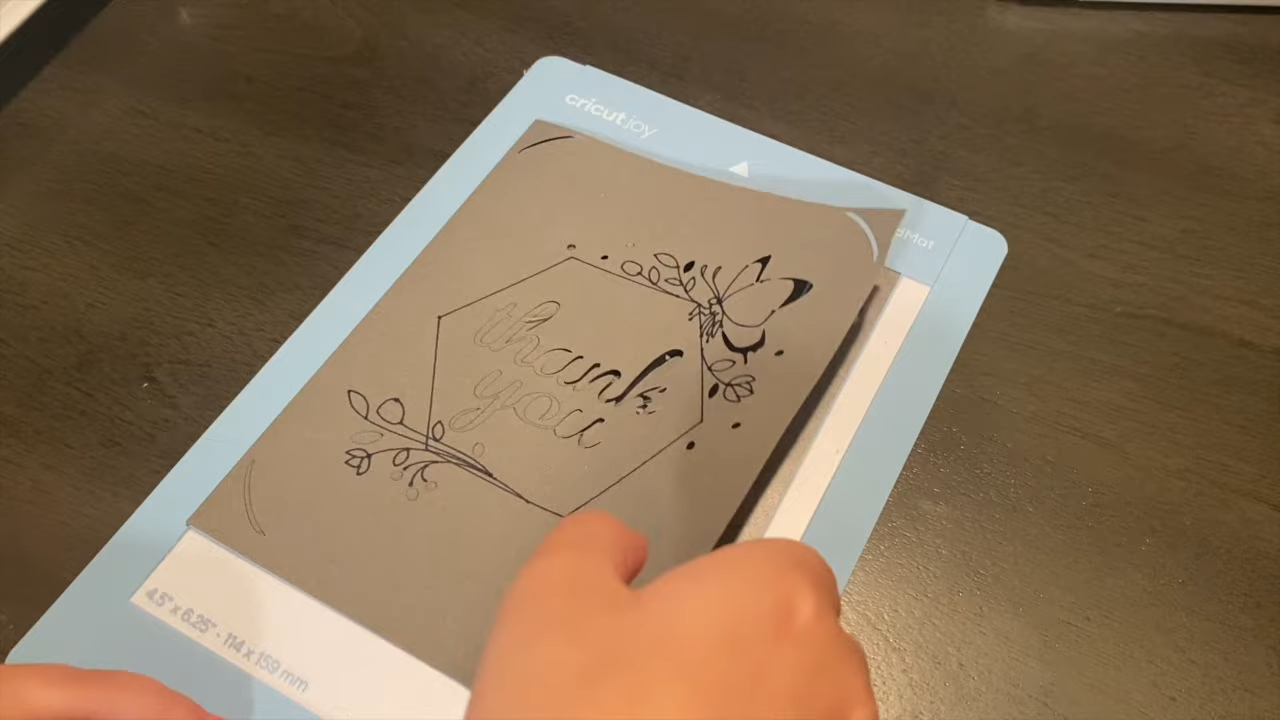 cricut joy
thank
you
4.5" x 6.25" • 114 x 159 mm